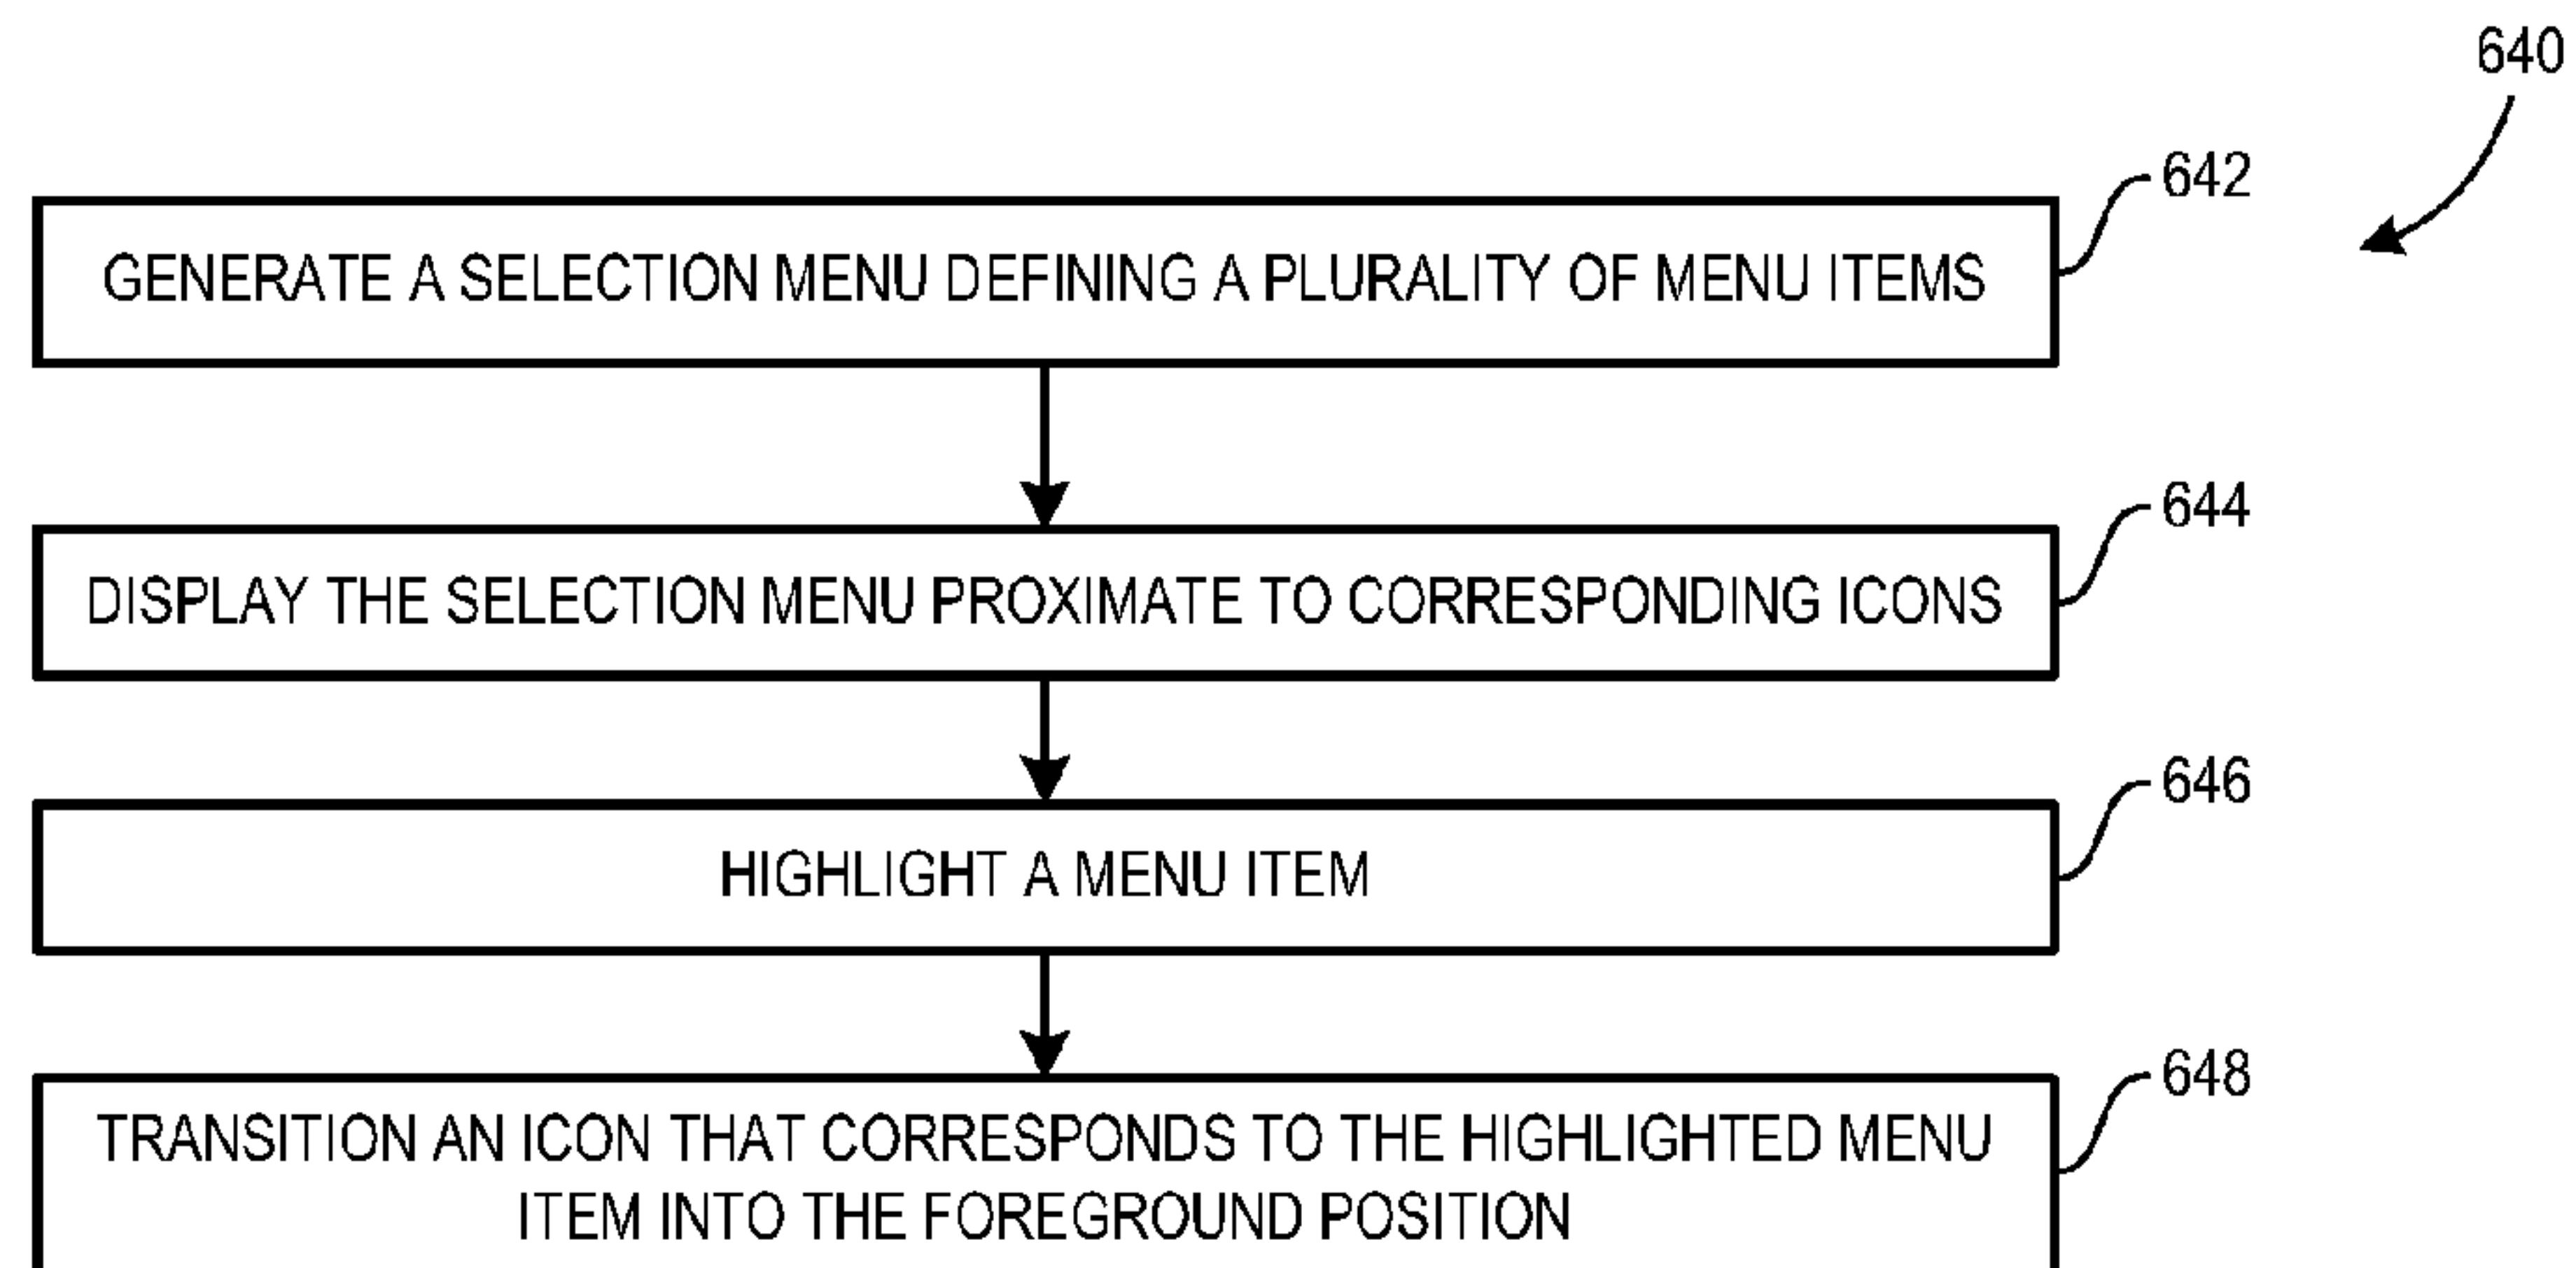 640
642
GENERATE A SELECTION MENU DEFINING A PLURALITY OF MENU ITEMS
644
DISPLAY THE SELECTION MENU PROXIMATE TO CORRESPONDING ICONS
646
HIGHLIGHT A MENU ITEM
648
TRANSITION AN ICON THAT CORRESPONDS TO THE HIGHLIGHTED MENU
ITEM INTO THE FOREGROUND POSITION